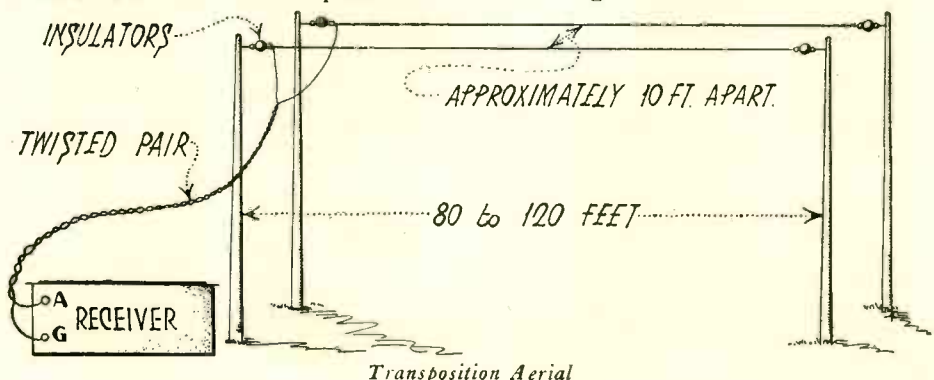 INSULATORS
APPROXIMATELY 10 FT. APART.
TWISTED PAIR
80 to 120 FEET
A
RECEIVER
G
Transposition Aerial